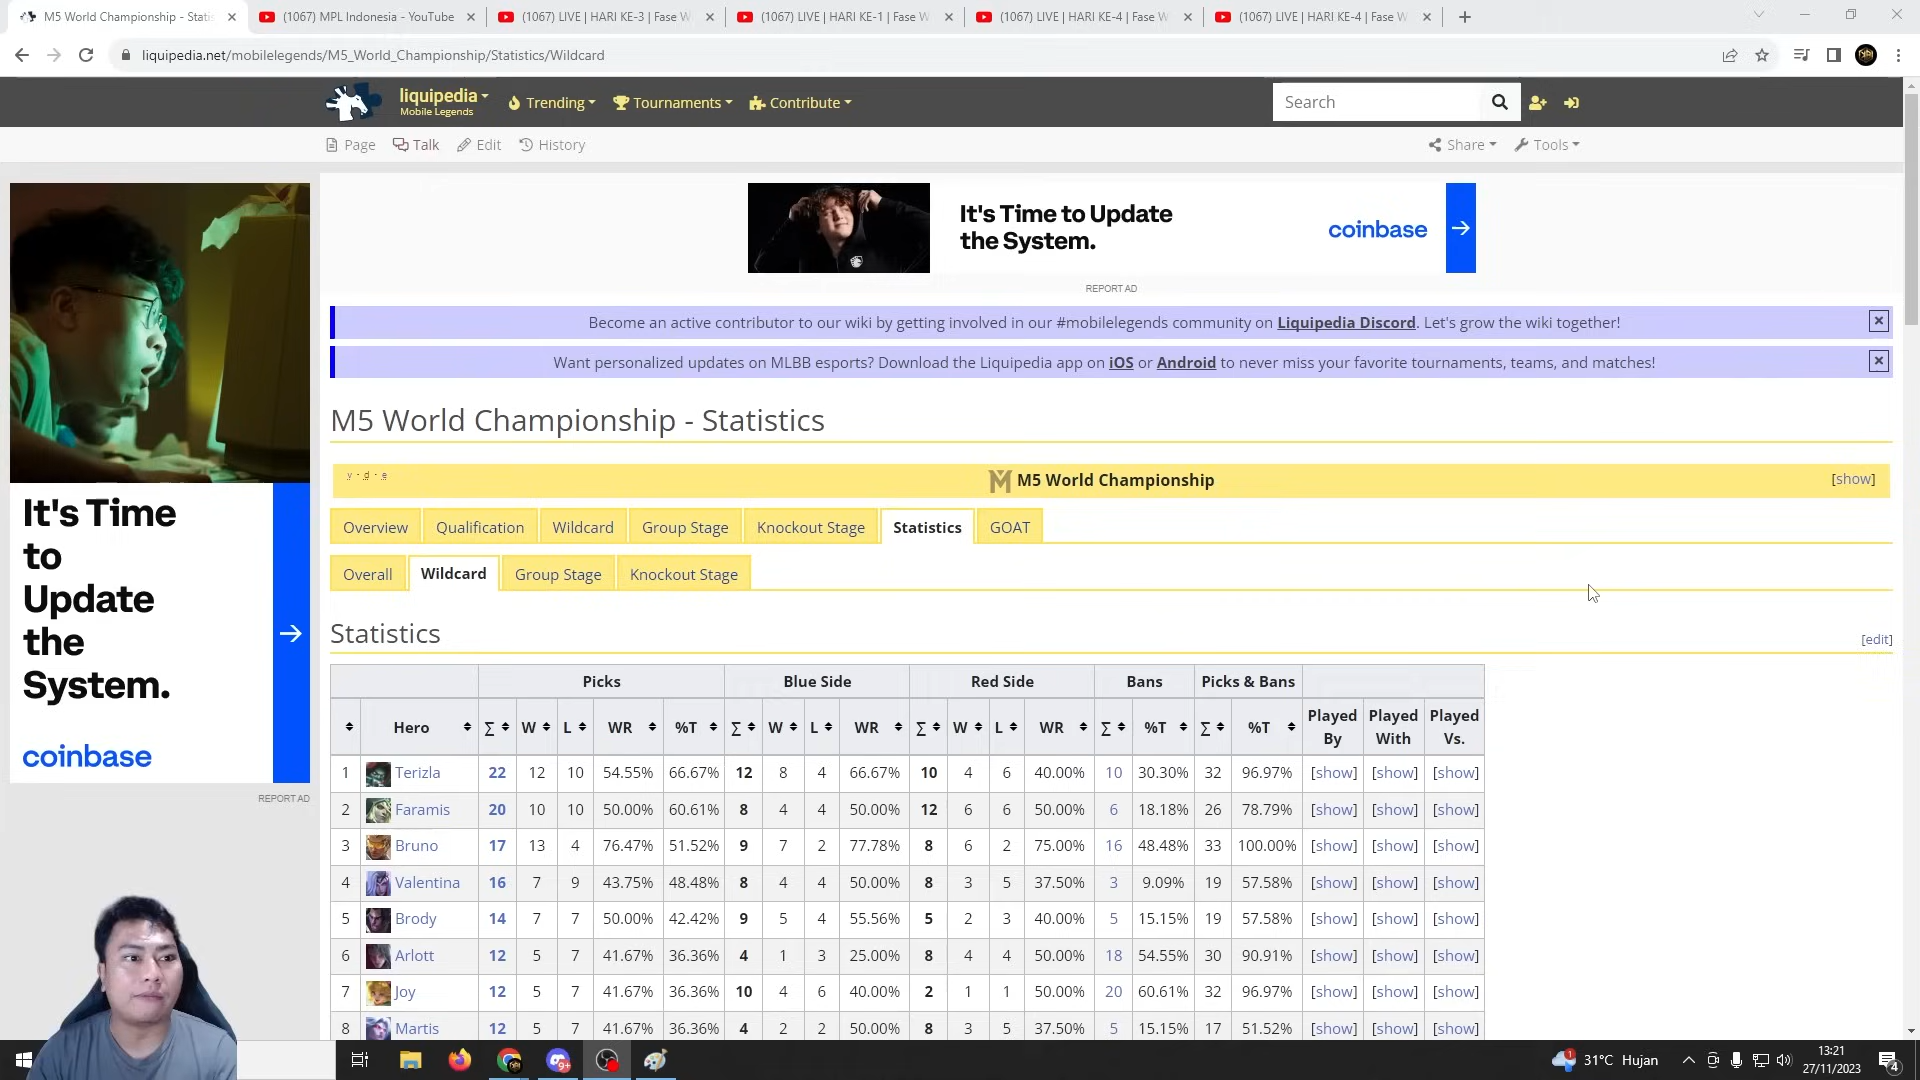 M5 World Championship - Statis
(1067) MPL Indonesia - YouTube
(1067) LIVE | HARI KE-3 | Fase W
(1067) LIVE | HARI KE-1 | Fase W
(1067) LIVE | HARI KE-4 | Fase W
(1067) LIVE | HARI KE-4 | Fase W
liquipedia.net/mobilelegends/M5_World_Championship/Statistics/Wildcard
liquipedia
Mobile Legends
Trending
Tournaments
Contribute
Search
Page
Talk
Edit
History
Share
Tools
It's Time to Update
the System.
coinbase
REPORT AD
It's Time
to
Update
the
System.
coinbase
REPORT AD
Become an active contributor to our wiki by getting involved in our #mobilelegends community on Liquipedia Discord. Let's grow the wiki together!
Want personalized updates on MLBB esports? Download the Liquipedia app on iOS or Android to never miss your favorite tournaments, teams, and matches!
M5 World Championship - Statistics
v · d · e
M5 World Championship
[show]
Overview Qualification Wildcard Group Stage Knockout Stage Statistics GOAT
Overall Wildcard Group Stage Knockout Stage
Statistics
[edit]
Picks Blue Side Red Side Bans Picks & Bans
Hero ∑ W L WR %T ∑ W L WR ∑ W L WR ∑ %T ∑ %T Played By Played With Played Vs.
1 Terizla 22 12 10 54.55% 66.67% 12 8 4 66.67% 10 4 6 40.00% 10 30.30% 32 96.97% [show] [show] [show]
2 Faramis 20 10 10 50.00% 60.61% 8 4 4 50.00% 12 6 6 50.00% 6 18.18% 26 78.79% [show] [show] [show]
3 Bruno 17 13 4 76.47% 51.52% 9 7 2 77.78% 8 6 2 75.00% 16 48.48% 33 100.00% [show] [show] [show]
4 Valentina 16 7 9 43.75% 48.48% 8 4 4 50.00% 8 3 5 37.50% 3 9.09% 19 57.58% [show] [show] [show]
5 Brody 14 7 7 50.00% 42.42% 9 5 4 55.56% 5 2 3 40.00% 5 15.15% 19 57.58% [show] [show] [show]
6 Arlott 12 5 7 41.67% 36.36% 4 1 3 25.00% 8 4 4 50.00% 18 54.55% 30 90.91% [show] [show] [show]
7 Joy 12 5 7 41.67% 36.36% 10 4 6 40.00% 2 1 1 50.00% 20 60.61% 32 96.97% [show] [show] [show]
8 Martis 12 5 7 41.67% 36.36% 4 2 2 50.00% 8 3 5 37.50% 5 15.15% 17 51.52% [show] [show] [show]
31°C Hujan
13:21
27/11/2023
4